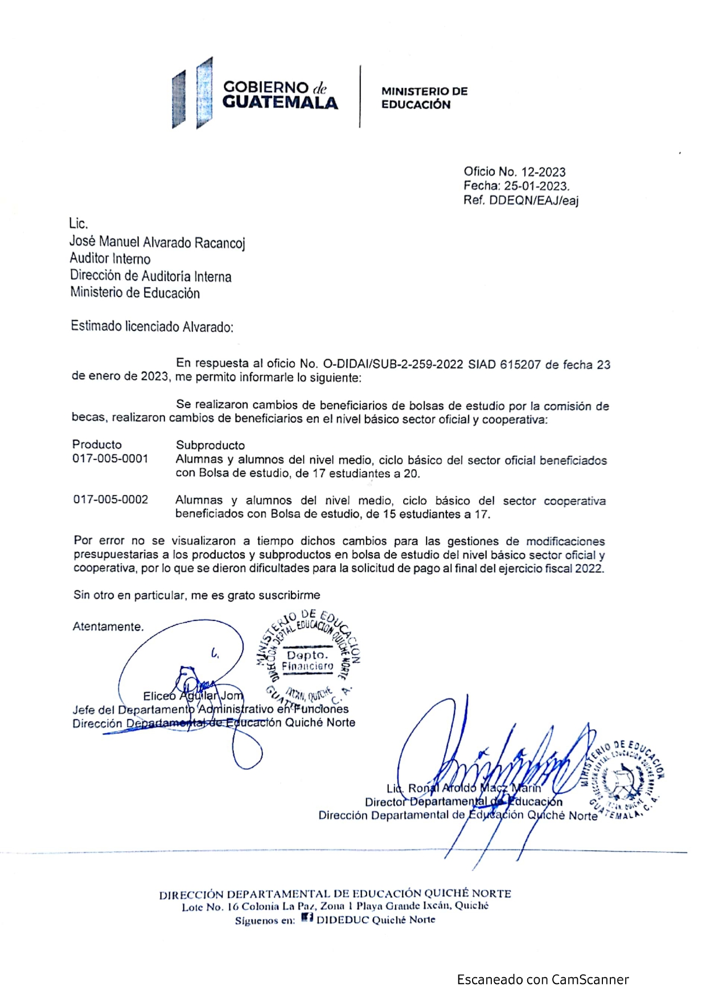 GOBIERNO de
GUATEMALA
MINISTERIO DE
EDUCACIÓN
Oficio No. 12-2023
Fecha: 25-01-2023.
Ref. DDEQN/EAJ/eaj
Lic.
José Manuel Alvarado Racancoj
Auditor Interno
Dirección de Auditoría Interna
Ministerio de Educación
Estimado licenciado Alvarado:
En respuesta al oficio No. O-DIDAI/SUB-2-259-2022 SIAD 615207 de fecha 23
de enero de 2023, me permito informarle lo siguiente:
Se realizaron cambios de beneficiarios de bolsas de estudio por la comisión de
becas, realizaron cambios de beneficiarios en el nivel básico sector oficial y cooperativa:
Producto Subproducto
017-005-0001 Alumnas y alumnos del nivel medio, ciclo básico del sector oficial beneficiados
con Bolsa de estudio, de 17 estudiantes a 20.
017-005-0002 Alumnas y alumnos del nivel medio, ciclo básico del sector cooperativa
beneficiados con Bolsa de estudio, de 15 estudiantes a 17.
Por error no se visualizaron a tiempo dichos cambios para las gestiones de modificaciones
presupuestarias a los productos y subproductos en bolsa de estudio del nivel básico sector oficial y
cooperativa, por lo que se dieron dificultades para la solicitud de pago al final del ejercicio fiscal 2022.
Sin otro en particular, me es grato suscribirme
Atentamente.
MINISTERIO DE EDUCACION
DIRECCIÓN DEPTAL. EDUCACIÓN QUICHÉ NORTE
Depto.
Financiero
IXCAN, QUICHE
GUATEMALA C. A.
Eliceo Aguilar Jom
Jefe del Departamento Administrativo en Funciones
Dirección Departamental de Educación Quiché Norte
MINISTERIO DE EDUCACION
DIRECCION DEPTAL. EDUCACION QUICHE NORTE
IXCAN, QUICHE
GUATEMALA, C. A.
Lic. Ronal Aroldo Macz Marín
Director Departamental de Educación
Dirección Departamental de Educación Quiché Norte
DIRECCIÓN DEPARTAMENTAL DE EDUCACIÓN QUICHÉ NORTE
Lote No. 16 Colonia La Paz, Zona 1 Playa Grande Ixcán, Quiché
Síguenos en: DIDEDUC Quiché Norte
Escaneado con CamScanner